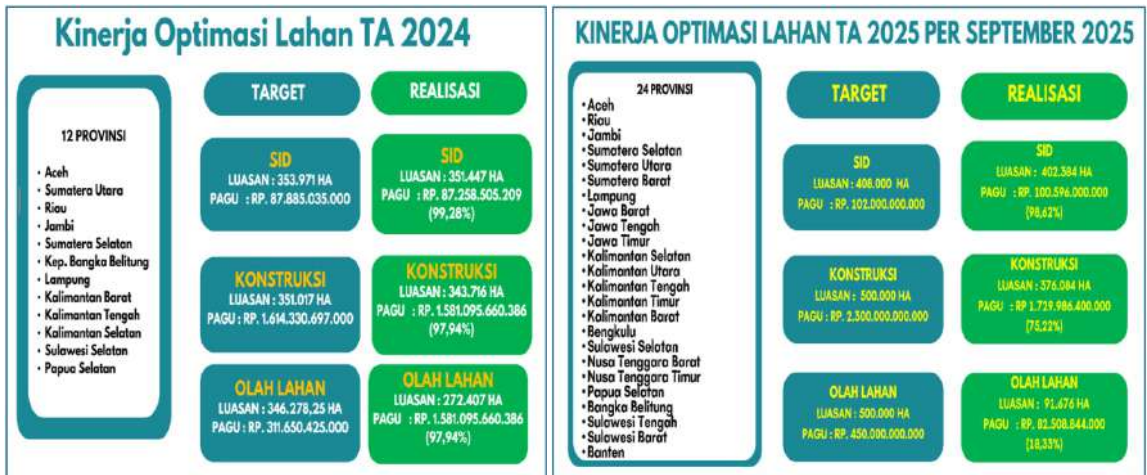 Kinerja Optimasi Lahan TA 2024
12 PROVINSI
• Aceh
• Sumatera Utara
• Riau
• Jambi
• Sumatera Selatan
• Kep. Bangka Belitung
• Lampung
• Kalimantan Barat
• Kalimantan Tengah
• Kalimantan Selatan
• Sulawesi Selatan
• Papua Selatan
TARGET
REALISASI
SID
LUASAN : 353.971 HA
PAGU : RP. 87.885.035.000
SID
LUASAN : 351.447 HA
PAGU : RP. 87.258.505.209
(99,28%)
KONSTRUKSI
LUASAN : 351.017 HA
PAGU : RP. 1.614.330.697.000
KONSTRUKSI
LUASAN : 343.716 HA
PAGU : RP. 1.581.095.660.386
(97,94%)
OLAH LAHAN
LUASAN : 346.278,25 HA
PAGU : RP. 311.650.425.000
OLAH LAHAN
LUASAN : 272.407 HA
PAGU : RP. 1.581.095.660.386
(97,94%)
KINERJA OPTIMASI LAHAN TA 2025 PER SEPTEMBER 2025
24 PROVINSI
• Aceh
• Riau
• Jambi
• Sumatera Selatan
• Sumatera Utara
• Sumatera Barat
• Lampung
• Jawa Barat
• Jawa Tengah
• Jawa Timur
• Kalimantan Selatan
• Kalimantan Utara
• Kalimantan Tengah
• Kalimantan Timur
• Kalimantan Barat
• Bengkulu
• Sulawesi Selatan
• Nusa Tenggara Barat
• Nusa Tenggara Timur
• Papua Selatan
• Bangka Belitung
• Sulawesi Tengah
• Sulawesi Barat
• Banten
TARGET
REALISASI
SID
LUASAN : 408.000 HA
PAGU : RP. 102.000.000.000
SID
LUASAN : 402.384 HA
PAGU : RP. 100.596.000.000
(98,62%)
KONSTRUKSI
LUASAN : 500.000 HA
PAGU : RP. 2.300.000.000.000
KONSTRUKSI
LUASAN : 376.084 HA
PAGU : RP 1.729.986.400.000
(75,22%)
OLAH LAHAN
LUASAN : 500.000 HA
PAGU : RP. 450.000.000.000
OLAH LAHAN
LUASAN : 91.676 HA
PAGU : RP. 82.508.844.000
(18,33%)